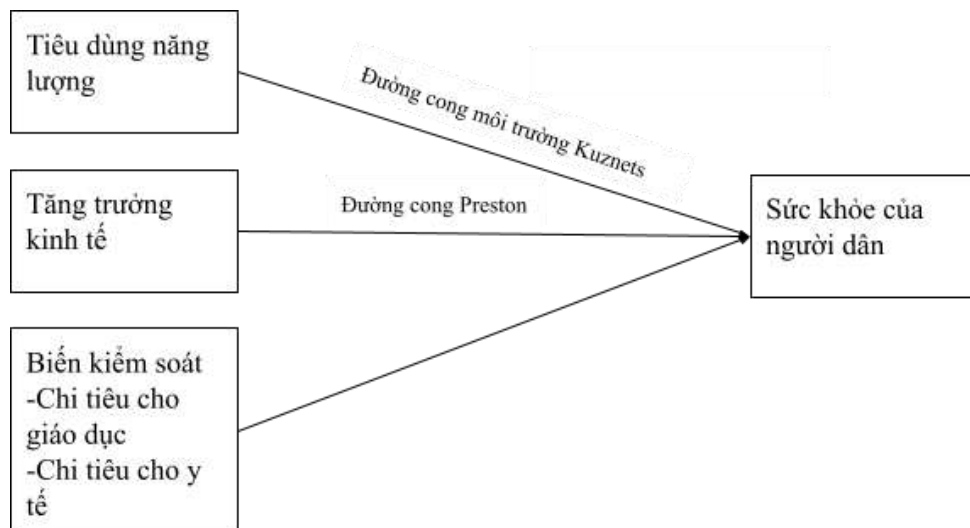 Tiêu dùng năng
lượng
Đường cong môi trường Kuznets
Tăng trưởng
kinh tế
Đường cong Preston
Sức khỏe của
người dân
Biến kiểm soát
-Chi tiêu cho
giáo dục
-Chi tiêu cho y
tế